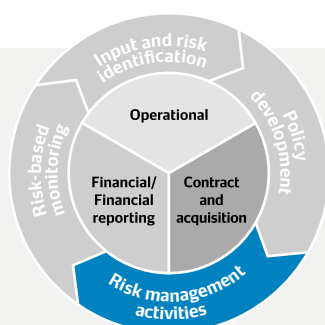 Input and risk
identification
Operational
Policy
development
Risk-based
monitoring
Financial/
Financial
reporting
Contract
and
acquisition
Risk management
activities